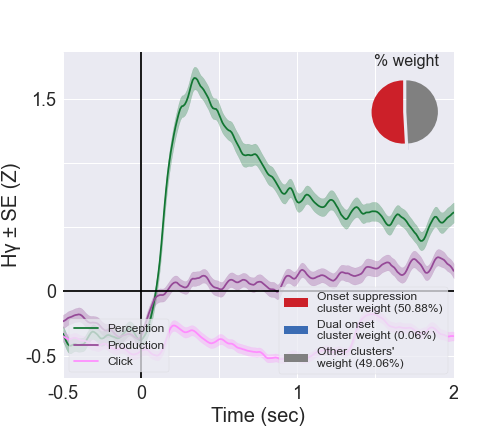 % weight
Hγ ± SE (Z)
1.5
0
-0.5
Perception
Production
Click
Onset suppression
cluster weight (50.88%)
Dual onset
cluster weight (0.06%)
Other clusters'
weight (49.06%)
-0.5
0
1
2
Time (sec)